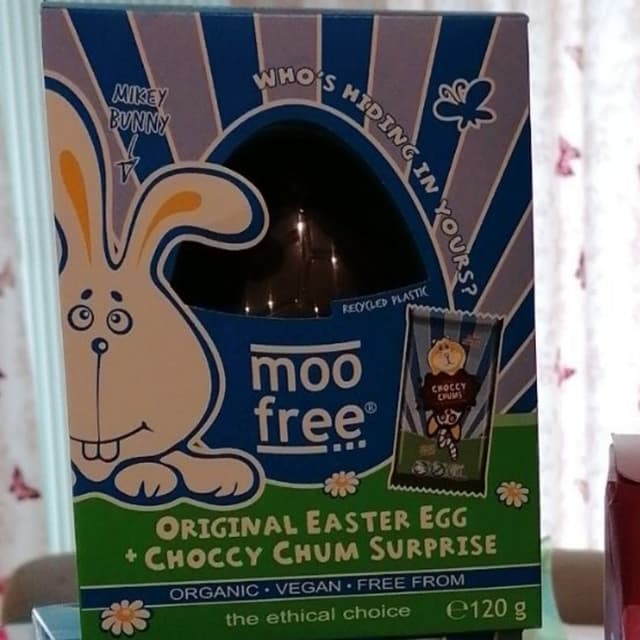 WHO'S HIDING IN YOURS?
MIKEY
BUNNY
RECYCLED PLASTIC
moo
free®
CHOCCY
CHUMS
ORIGINAL EASTER EGG
+ CHOCCY CHUM SURPRISE
ORGANIC • VEGAN • FREE FROM
the ethical choice
℮120 g